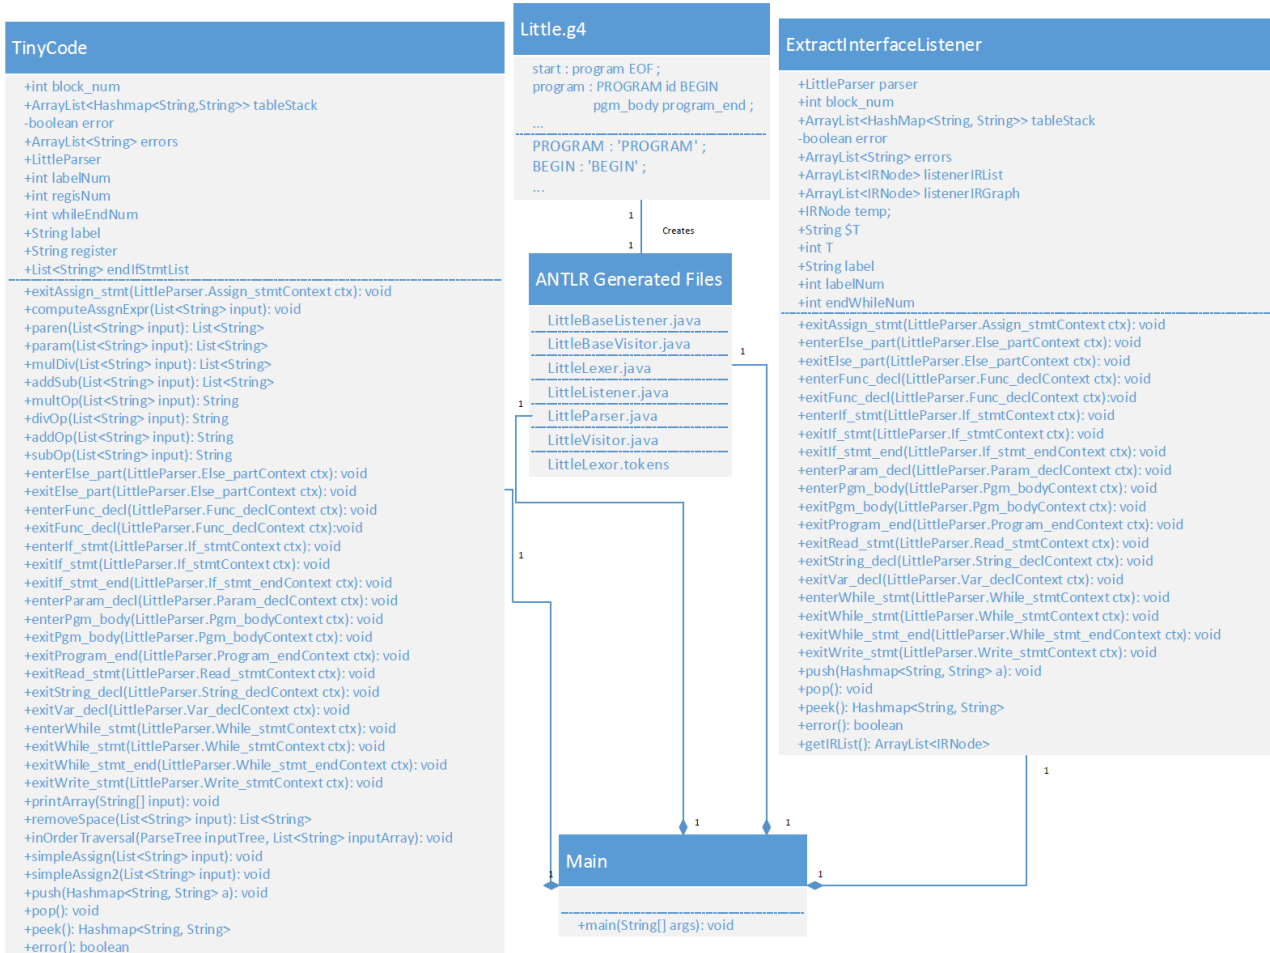 TinyCode
+int block_num
+ArrayList<Hashmap<String,String>> tableStack
-boolean error
+ArrayList<String> errors
+LittleParser
+int labelNum
+int regisNum
+int whileEndNum
+String label
+String register
+List<String> endIfStmtList
+exitAssign_stmt(LittleParser.Assign_stmtContext ctx): void
+computeAssgnExpr(List<String> input): void
+paren(List<String> input): List<String>
+param(List<String> input): List<String>
+mulDiv(List<String> input): List<String>
+addSub(List<String> input): List<String>
+multOp(List<String> input): String
+divOp(List<String> input): String
+addOp(List<String> input): String
+subOp(List<String> input): String
+enterElse_part(LittleParser.Else_partContext ctx): void
+exitElse_part(LittleParser.Else_partContext ctx): void
+enterFunc_decl(LittleParser.Func_declContext ctx): void
+exitFunc_decl(LittleParser.Func_declContext ctx):void
+enterIf_stmt(LittleParser.If_stmtContext ctx): void
+exitIf_stmt(LittleParser.If_stmtContext ctx): void
+exitIf_stmt_end(LittleParser.If_stmt_endContext ctx): void
+enterParam_decl(LittleParser.Param_declContext ctx): void
+enterPgm_body(LittleParser.Pgm_bodyContext ctx): void
+exitPgm_body(LittleParser.Pgm_bodyContext ctx): void
+exitProgram_end(LittleParser.Program_endContext ctx): void
+exitRead_stmt(LittleParser.Read_stmtContext ctx): void
+exitString_decl(LittleParser.String_declContext ctx): void
+exitVar_decl(LittleParser.Var_declContext ctx): void
+enterWhile_stmt(LittleParser.While_stmtContext ctx): void
+exitWhile_stmt(LittleParser.While_stmtContext ctx): void
+exitWhile_stmt_end(LittleParser.While_stmt_endContext ctx): void
+exitWrite_stmt(LittleParser.Write_stmtContext ctx): void
+printArray(String[] input): void
+removeSpace(List<String> input): List<String>
+inOrderTraversal(ParseTree inputTree, List<String> inputArray): void
+simpleAssign(List<String> input): void
+simpleAssign2(List<String> input): void
+push(Hashmap<String, String> a): void
+pop(): void
+peek(): Hashmap<String, String>
+error(): boolean
Little.g4
start : program EOF ;
program : PROGRAM id BEGIN
pgm_body program_end ;
...
PROGRAM : 'PROGRAM' ;
BEGIN : 'BEGIN' ;
...
1
Creates
1
ANTLR Generated Files
LittleBaseListener.java
LittleBaseVisitor.java
LittleLexer.java
LittleListener.java
LittleParser.java
LittleVisitor.java
LittleLexor.tokens
1
1
1
1
1
1
1
1
Main
+main(String[] args): void
ExtractInterfaceListener
+LittleParser parser
+int block_num
+ArrayList<HashMap<String, String>> tableStack
-boolean error
+ArrayList<String> errors
+ArrayList<IRNode> listenerIRList
+ArrayList<IRNode> listenerIRGraph
+IRNode temp;
+String $T
+int T
+String label
+int labelNum
+int endWhileNum
+exitAssign_stmt(LittleParser.Assign_stmtContext ctx): void
+enterElse_part(LittleParser.Else_partContext ctx): void
+exitElse_part(LittleParser.Else_partContext ctx): void
+enterFunc_decl(LittleParser.Func_declContext ctx): void
+exitFunc_decl(LittleParser.Func_declContext ctx):void
+enterIf_stmt(LittleParser.If_stmtContext ctx): void
+exitIf_stmt(LittleParser.If_stmtContext ctx): void
+exitIf_stmt_end(LittleParser.If_stmt_endContext ctx): void
+enterParam_decl(LittleParser.Param_declContext ctx): void
+enterPgm_body(LittleParser.Pgm_bodyContext ctx): void
+exitPgm_body(LittleParser.Pgm_bodyContext ctx): void
+exitProgram_end(LittleParser.Program_endContext ctx): void
+exitRead_stmt(LittleParser.Read_stmtContext ctx): void
+exitString_decl(LittleParser.String_declContext ctx): void
+exitVar_decl(LittleParser.Var_declContext ctx): void
+enterWhile_stmt(LittleParser.While_stmtContext ctx): void
+exitWhile_stmt(LittleParser.While_stmtContext ctx): void
+exitWhile_stmt_end(LittleParser.While_stmt_endContext ctx): void
+exitWrite_stmt(LittleParser.Write_stmtContext ctx): void
+push(Hashmap<String, String> a): void
+pop(): void
+peek(): Hashmap<String, String>
+error(): boolean
+getIRList(): ArrayList<IRNode>